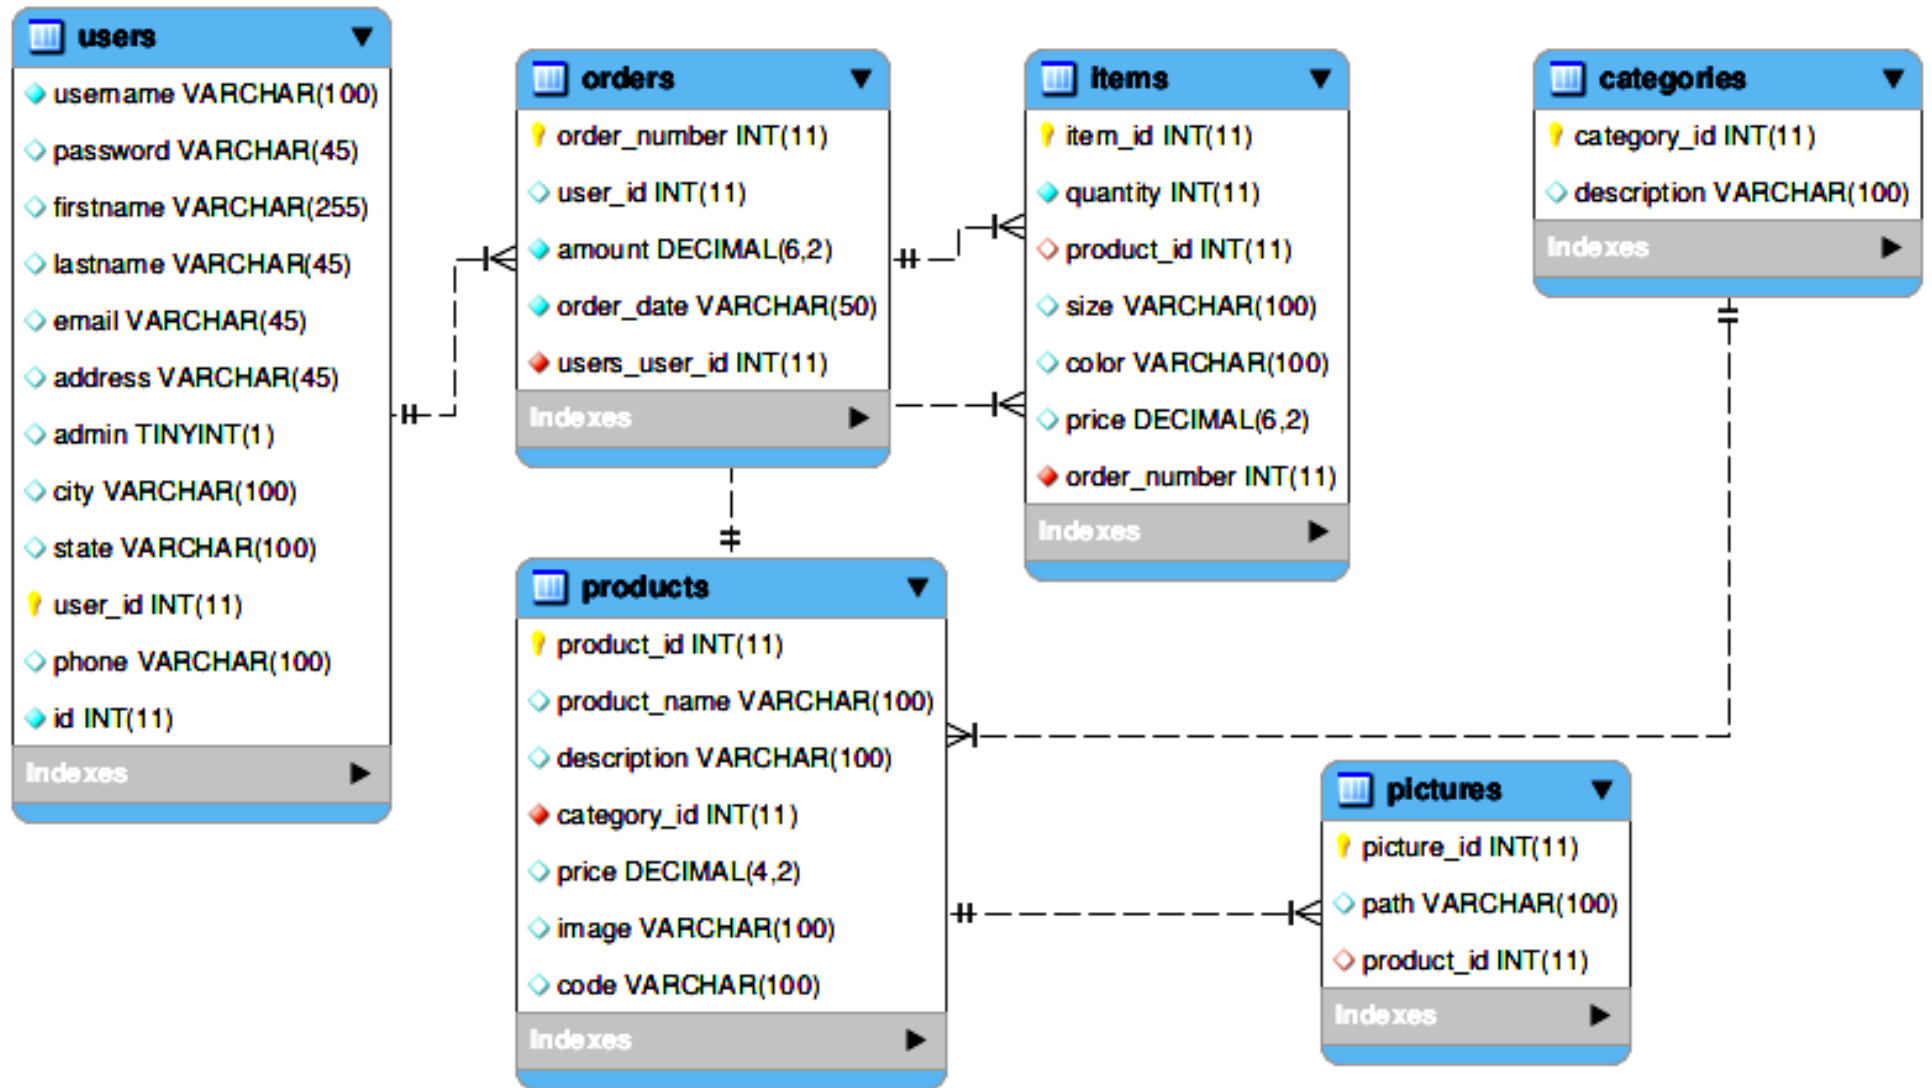 users
username VARCHAR(100)
password VARCHAR(45)
firstname VARCHAR(255)
lastname VARCHAR(45)
email VARCHAR(45)
address VARCHAR(45)
admin TINYINT(1)
city VARCHAR(100)
state VARCHAR(100)
user_id INT(11)
phone VARCHAR(100)
id INT(11)
Indexes
orders
order_number INT(11)
user_id INT(11)
amount DECIMAL(6,2)
order_date VARCHAR(50)
users_user_id INT(11)
Indexes
items
item_id INT(11)
quantity INT(11)
product_id INT(11)
size VARCHAR(100)
color VARCHAR(100)
price DECIMAL(6,2)
order_number INT(11)
Indexes
categories
category_id INT(11)
description VARCHAR(100)
Indexes
products
product_id INT(11)
product_name VARCHAR(100)
description VARCHAR(100)
category_id INT(11)
price DECIMAL(4,2)
image VARCHAR(100)
code VARCHAR(100)
Indexes
pictures
picture_id INT(11)
path VARCHAR(100)
product_id INT(11)
Indexes